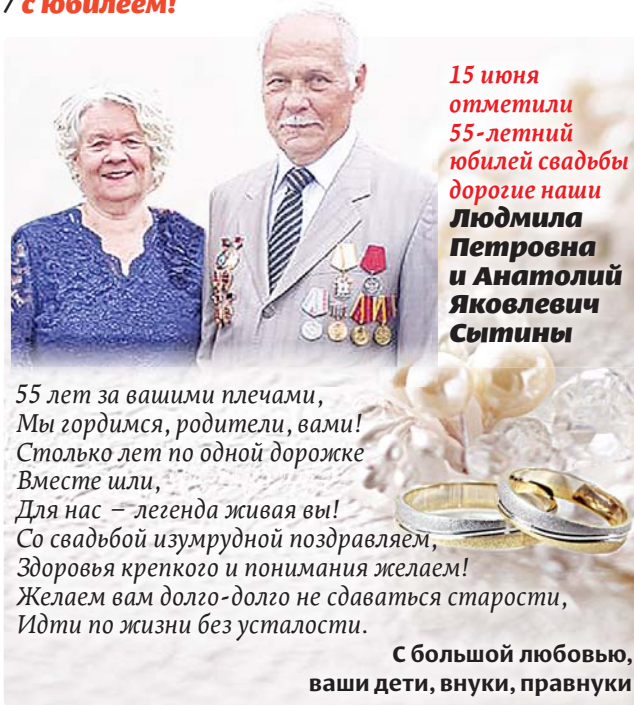 / с юбилеем!
15 июня
отметили
55-летний
юбилей свадьбы
дорогие наши
Людмила
Петровна
и Анатолий
Яковлевич
Сытины
55 лет за вашими плечами,
Мы гордимся, родители, вами!
Столько лет по одной дорожке
Вместе шли,
Для нас – легенда живая вы!
Со свадьбой изумрудной поздравляем,
Здоровья крепкого и понимания желаем!
Желаем вам долго-долго не сдаваться старости,
Идти по жизни без усталости.
С большой любовью,
ваши дети, внуки, правнуки